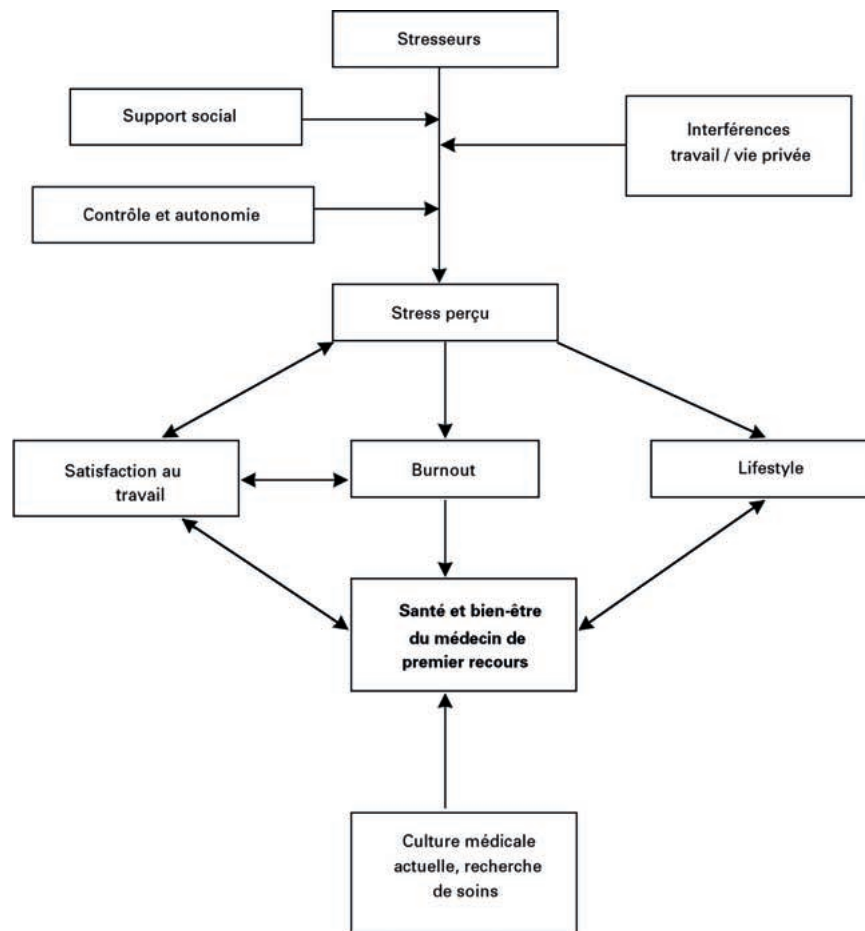 Stresseurs
Support social
Interférences
travail / vie privée
Contrôle et autonomie
Stress perçu
Satisfaction au
travail
Burnout
Lifestyle
Santé et bien-être
du médecin de
premier recours
Culture médicale
actuelle, recherche
de soins